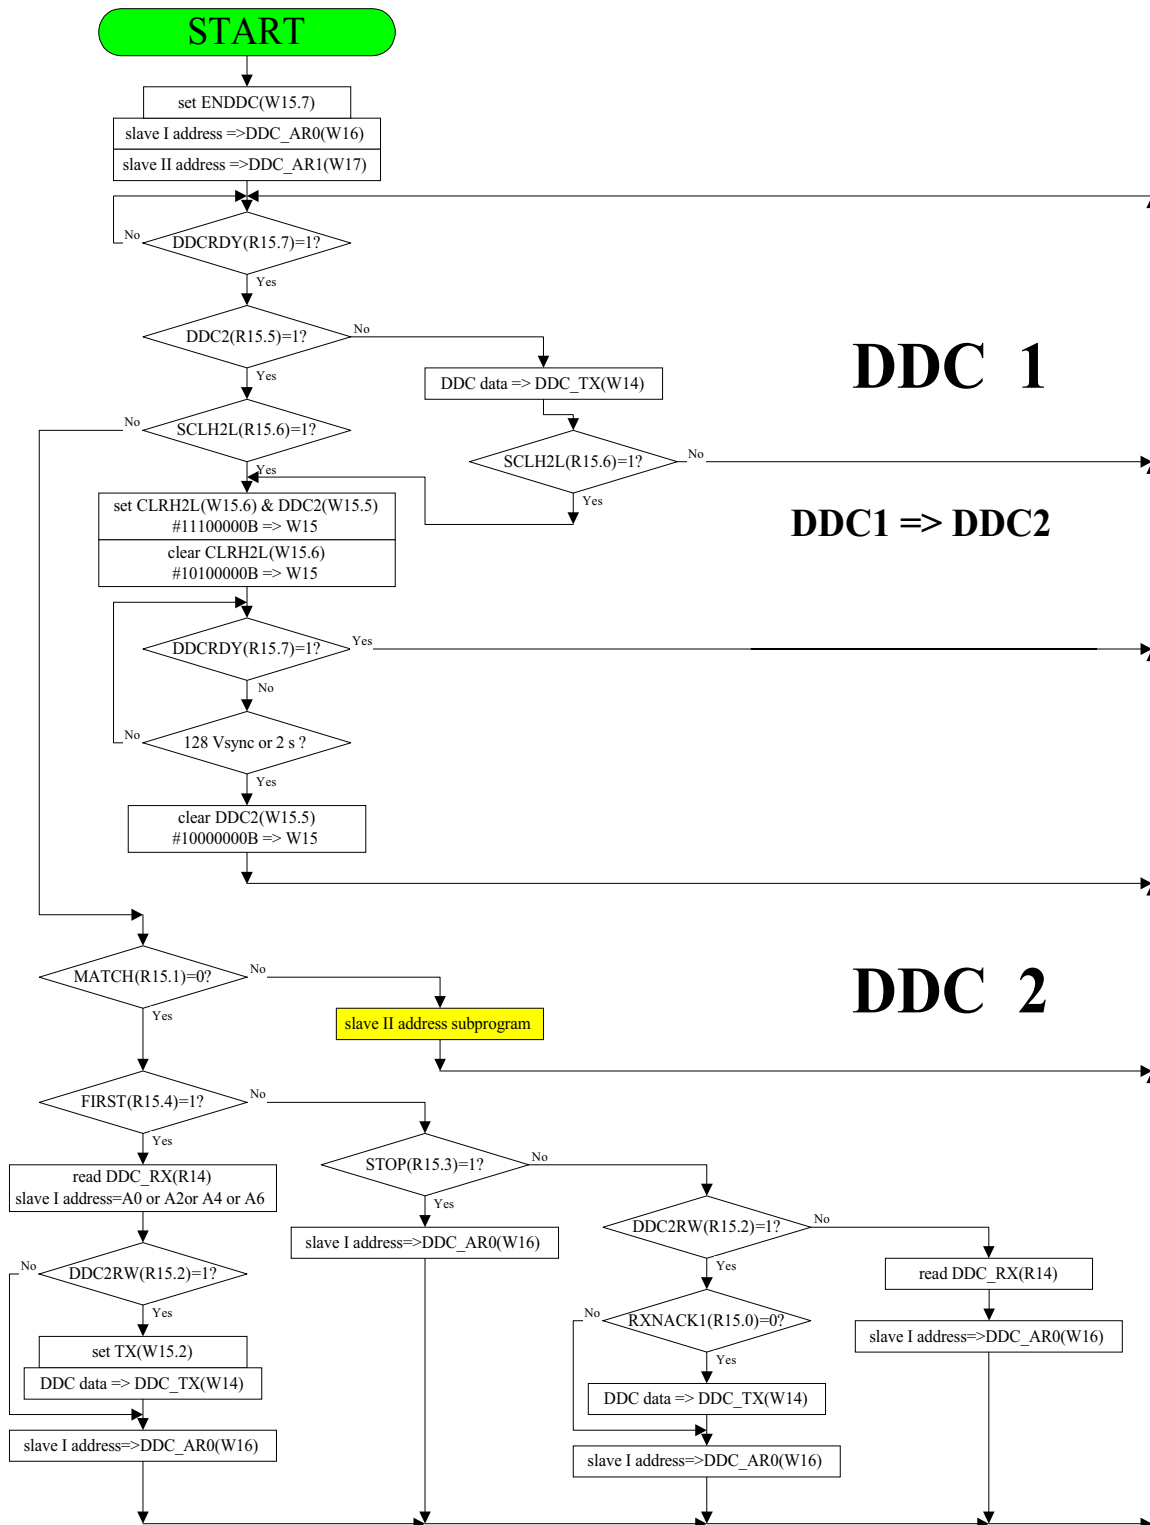 START
set ENDDC(W15.7)
slave I address =>DDC_AR0(W16)
slave II address =>DDC_AR1(W17)
No
DDCRDY(R15.7)=1?
Yes
DDC2(R15.5)=1?
No
Yes
DDC data => DDC_TX(W14)
DDC 1
No
SCLH2L(R15.6)=1?
Yes
SCLH2L(R15.6)=1?
No
Yes
set CLRH2L(W15.6) & DDC2(W15.5)
#11100000B => W15
clear CLRH2L(W15.6)
#10100000B => W15
DDC1 => DDC2
DDCRDY(R15.7)=1?
Yes
No
No
128 Vsync or 2 s ?
Yes
clear DDC2(W15.5)
#10000000B => W15
MATCH(R15.1)=0?
No
Yes
DDC 2
slave II address subprogram
FIRST(R15.4)=1?
No
Yes
read DDC_RX(R14)
slave I address=A0 or A2or A4 or A6
STOP(R15.3)=1?
No
Yes
slave I address=>DDC_AR0(W16)
DDC2RW(R15.2)=1?
No
Yes
No
DDC2RW(R15.2)=1?
Yes
read DDC_RX(R14)
No
RXNACK1(R15.0)=0?
Yes
slave I address=>DDC_AR0(W16)
set TX(W15.2)
DDC data => DDC_TX(W14)
DDC data => DDC_TX(W14)
slave I address=>DDC_AR0(W16)
slave I address=>DDC_AR0(W16)